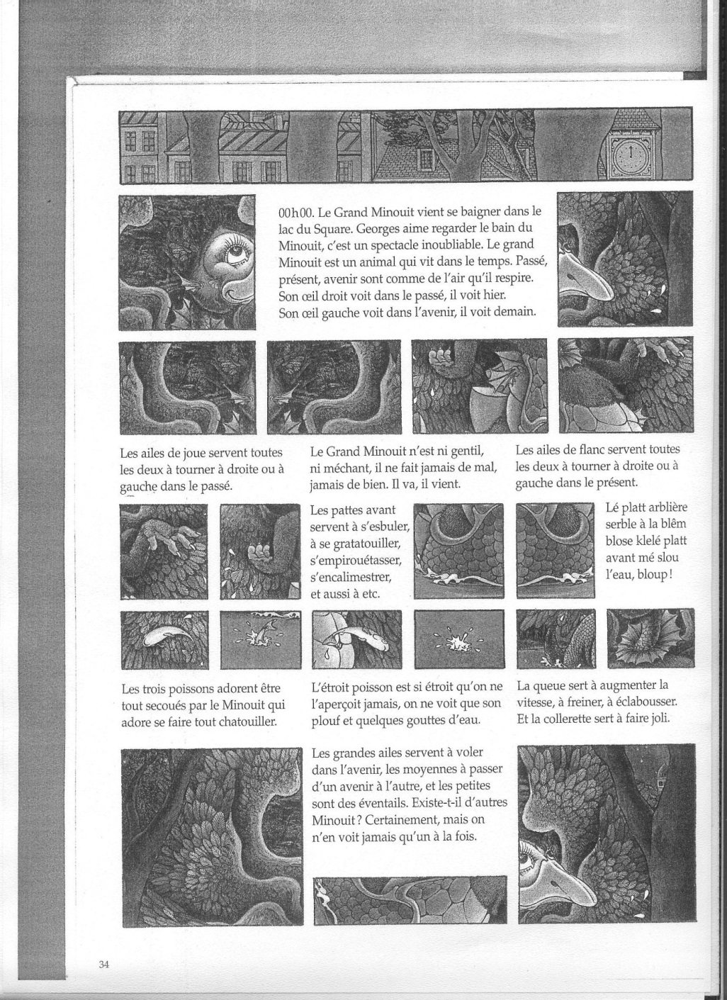 00h00. Le Grand Minouit vient se baigner dans le
lac du Square. Georges aime regarder le bain du
Minouit, c'est un spectacle inoubliable. Le grand
Minouit est un animal qui vit dans le temps. Passé,
présent, avenir sont comme de l'air qu'il respire.
Son œil droit voit dans le passé, il voit hier.
Son œil gauche voit dans l'avenir, il voit demain.
Les ailes de joue servent toutes
les deux à tourner à droite ou à
gauche dans le passé.
Le Grand Minouit n'est ni gentil,
ni méchant, il ne fait jamais de mal,
jamais de bien. Il va, il vient.
Les ailes de flanc servent toutes
les deux à tourner à droite ou à
gauche dans le présent.
Les pattes avant
servent à s'esbuler,
à se gratatouiller,
s'empirouétasser,
s'encalimestrer,
et aussi à etc.
Lé platt arblière
serble à la blêm
blose klelé platt
avant mé slou
l'eau, bloup !
Les trois poissons adorent être
tout secoués par le Minouit qui
adore se faire tout chatouiller.
L'étroit poisson est si étroit qu'on ne
l'aperçoit jamais, on ne voit que son
plouf et quelques gouttes d'eau.
La queue sert à augmenter la
vitesse, à freiner, à éclabousser.
Et la collerette sert à faire joli.
Les grandes ailes servent à voler
dans l'avenir, les moyennes à passer
d'un avenir à l'autre, et les petites
sont des éventails. Existe-t-il d'autres
Minouit ? Certainement, mais on
n'en voit jamais qu'un à la fois.
34